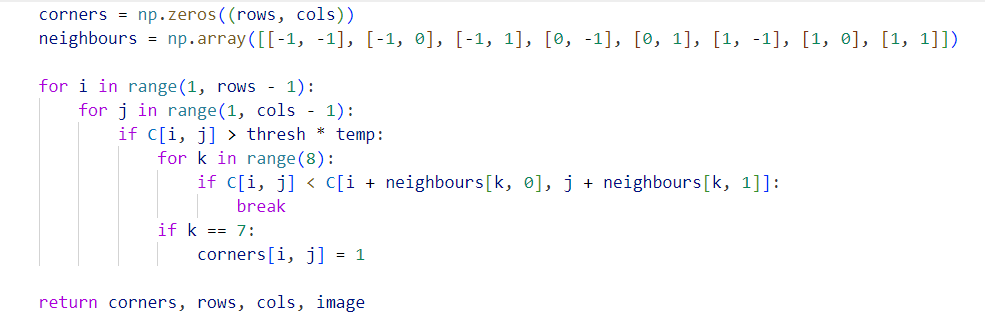 corners = np.zeros((rows, cols))
neighbours = np.array([[-1, -1], [-1, 0], [-1, 1], [0, -1], [0, 1], [1, -1], [1, 0], [1, 1]])

for i in range(1, rows - 1):
    for j in range(1, cols - 1):
        if C[i, j] > thresh * temp:
            for k in range(8):
                if C[i, j] < C[i + neighbours[k, 0], j + neighbours[k, 1]]:
                    break
            if k == 7:
                corners[i, j] = 1

return corners, rows, cols, image